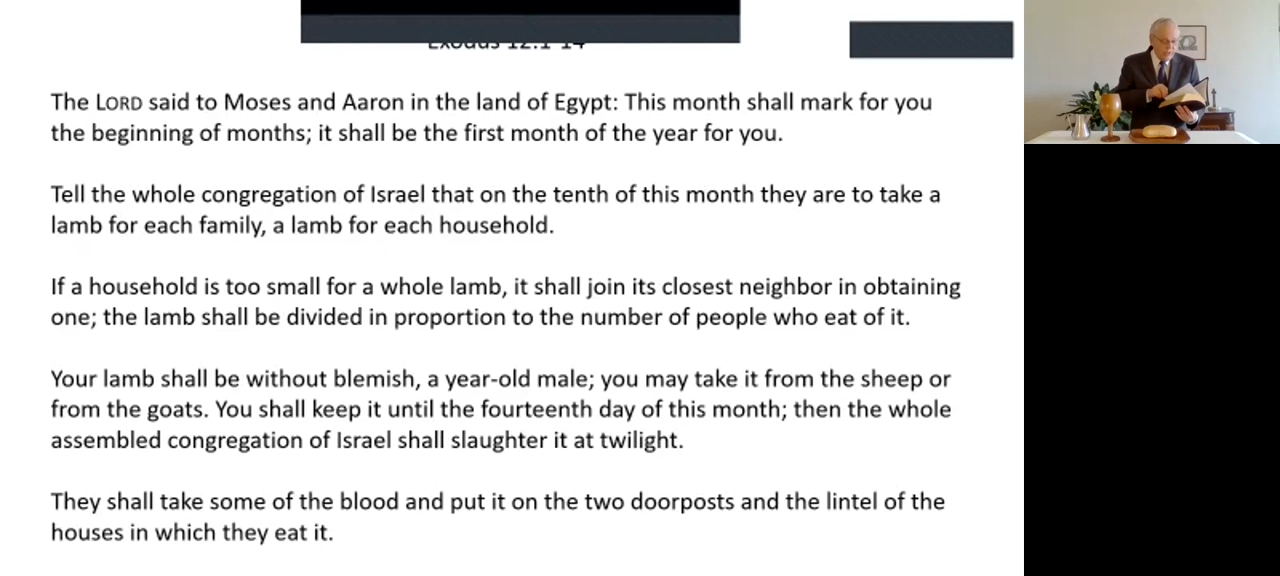 Exodus 12:1-14
The LORD said to Moses and Aaron in the land of Egypt: This month shall mark for you
the beginning of months; it shall be the first month of the year for you.
Tell the whole congregation of Israel that on the tenth of this month they are to take a
lamb for each family, a lamb for each household.
If a household is too small for a whole lamb, it shall join its closest neighbor in obtaining
one; the lamb shall be divided in proportion to the number of people who eat of it.
Your lamb shall be without blemish, a year-old male; you may take it from the sheep or
from the goats. You shall keep it until the fourteenth day of this month; then the whole
assembled congregation of Israel shall slaughter it at twilight.
They shall take some of the blood and put it on the two doorposts and the lintel of the
houses in which they eat it.